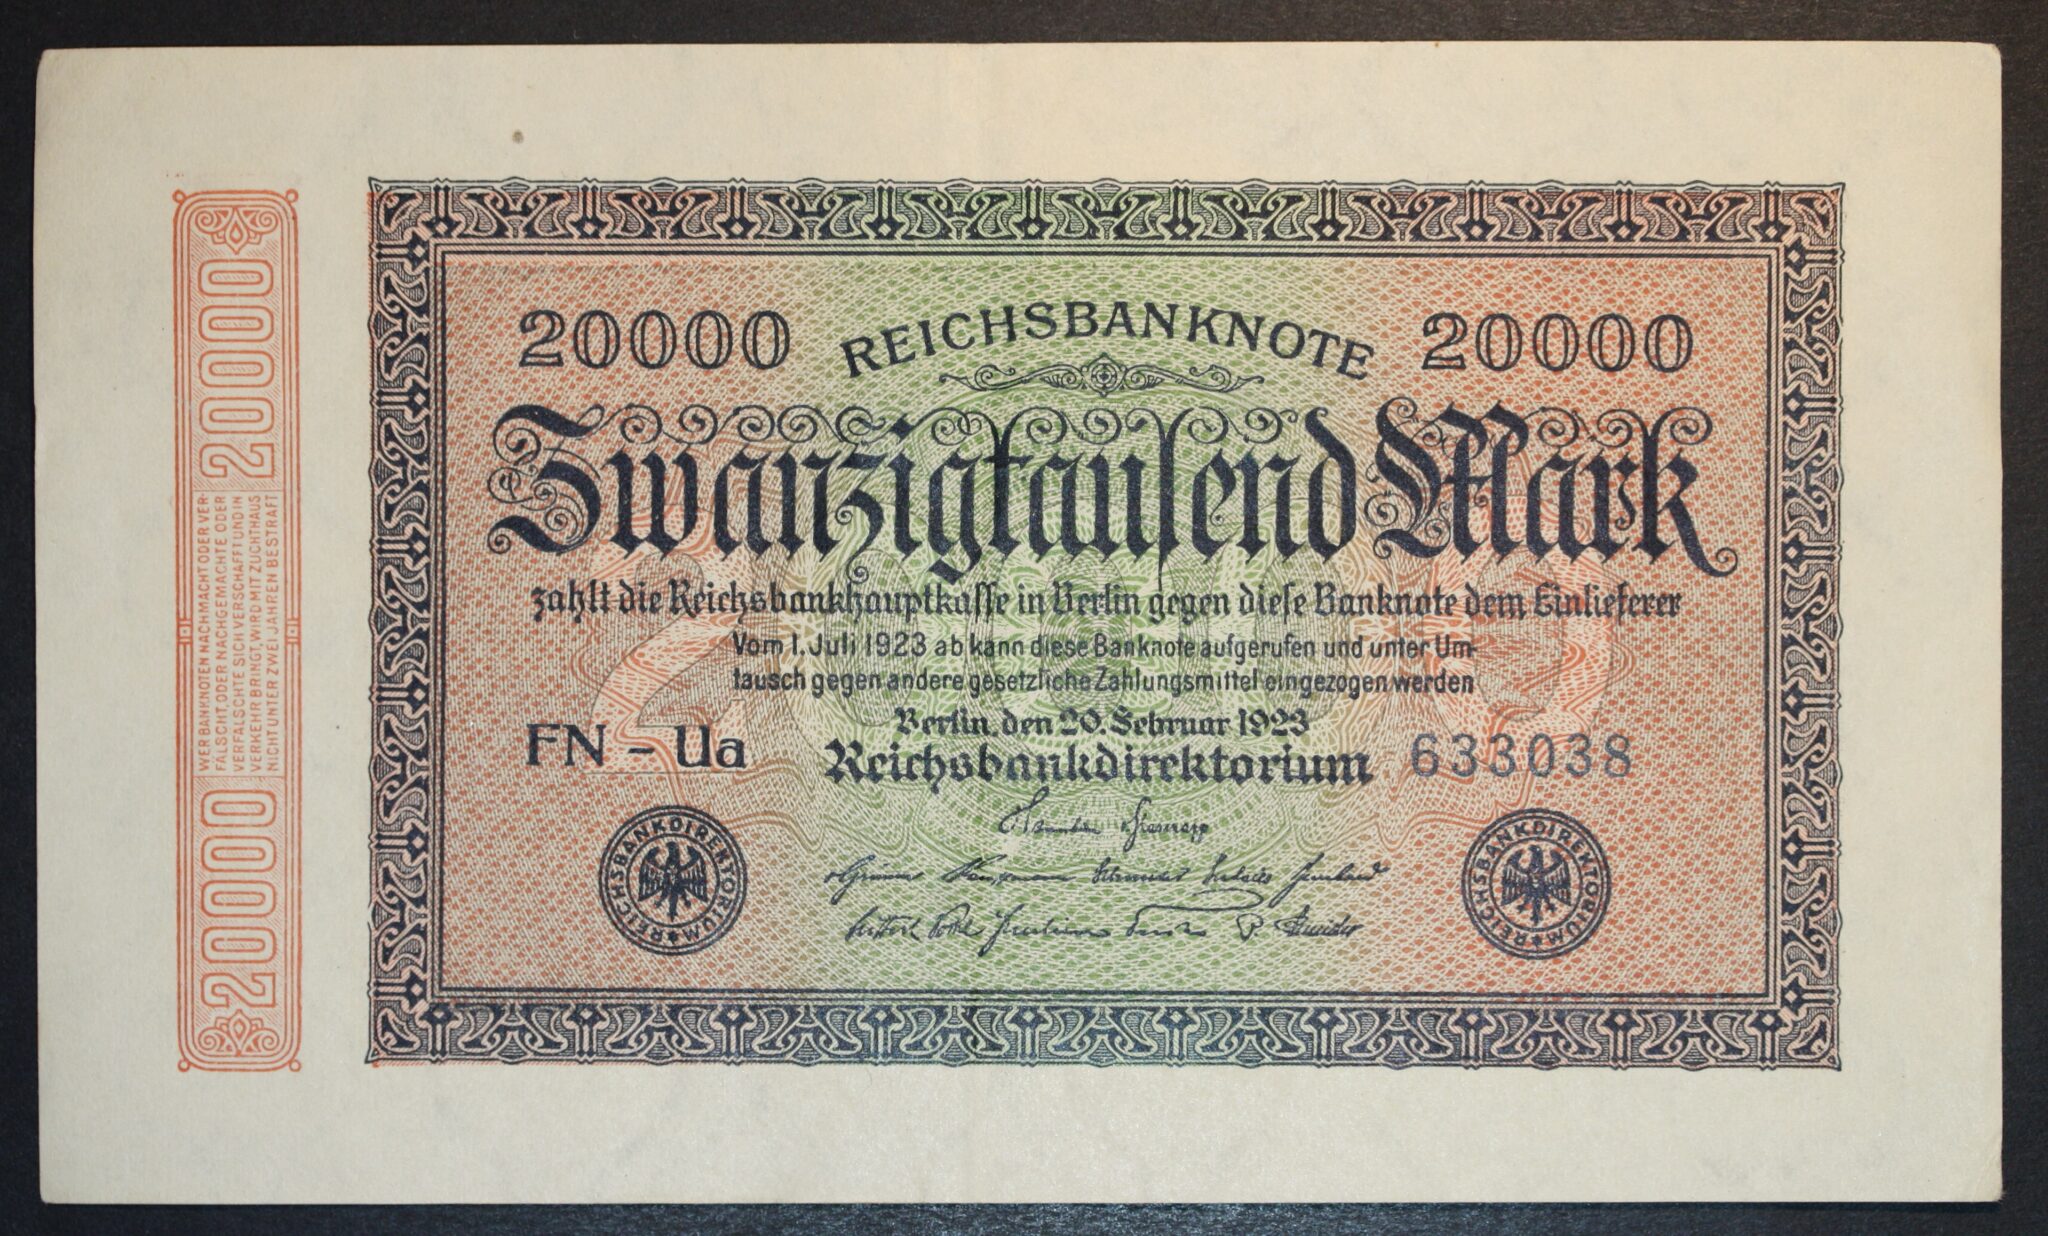 20000
WER BANKNOTEN NACHMACHT ODER VER-
FÄLSCHT, ODER NACHGEMACHTE ODER
VERFÄLSCHTE SICH VERSCHAFFT UND IN
VERKEHR BRINGT, WIRD MIT ZUCHTHAUS
NICHT UNTER ZWEI JAHREN BESTRAFT
20000
20000 REICHSBANKNOTE 20000
Zwanzigtausend Mark
zahlt die Reichsbankhauptkasse in Berlin gegen diese Banknote dem Einlieferer
Vom 1. Juli 1923 ab kann diese Banknote aufgerufen und unter Um-
tausch gegen andere gesetzliche Zahlungsmittel eingezogen werden
Berlin, den 20. Februar 1923
FN – Ua Reichsbankdirektorium 633038
REICHSBANKDIREKTORIUM
REICHSBANKDIREKTORIUM
20000